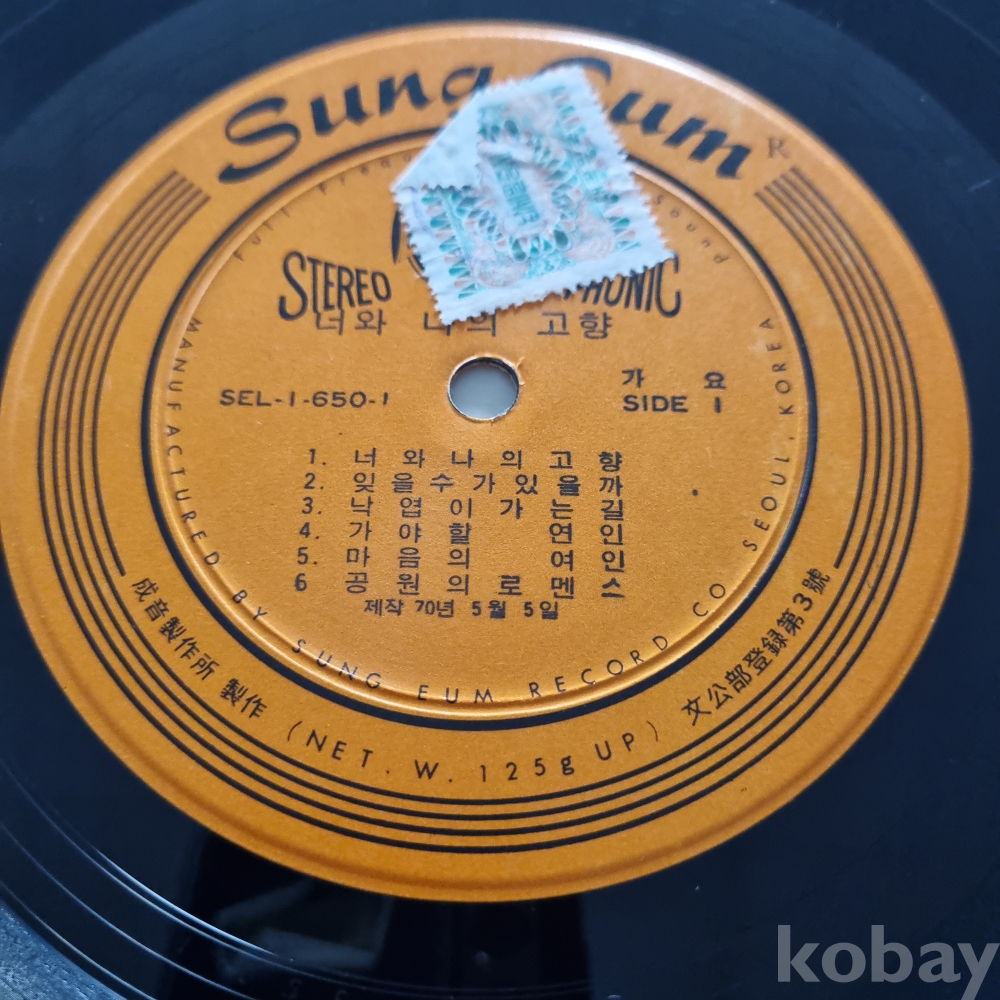 Sung Eum ®
STEREO PHONIC
너와 나의 고향
SEL-1-650-1
가 요
SIDE 1
1. 너와나의고향
2. 잊을수가있을까
3. 낙엽이가는길
4. 가야할 연인
5. 마음의 여인
6 공원의로멘스
제작 70년 5월 5일
MANUFACTURED BY SUNG EUM RECORD CO SEOUL, KOREA
成音製作所 製作 (NET. W. 125g UP) 文公部登録第3號
kobay